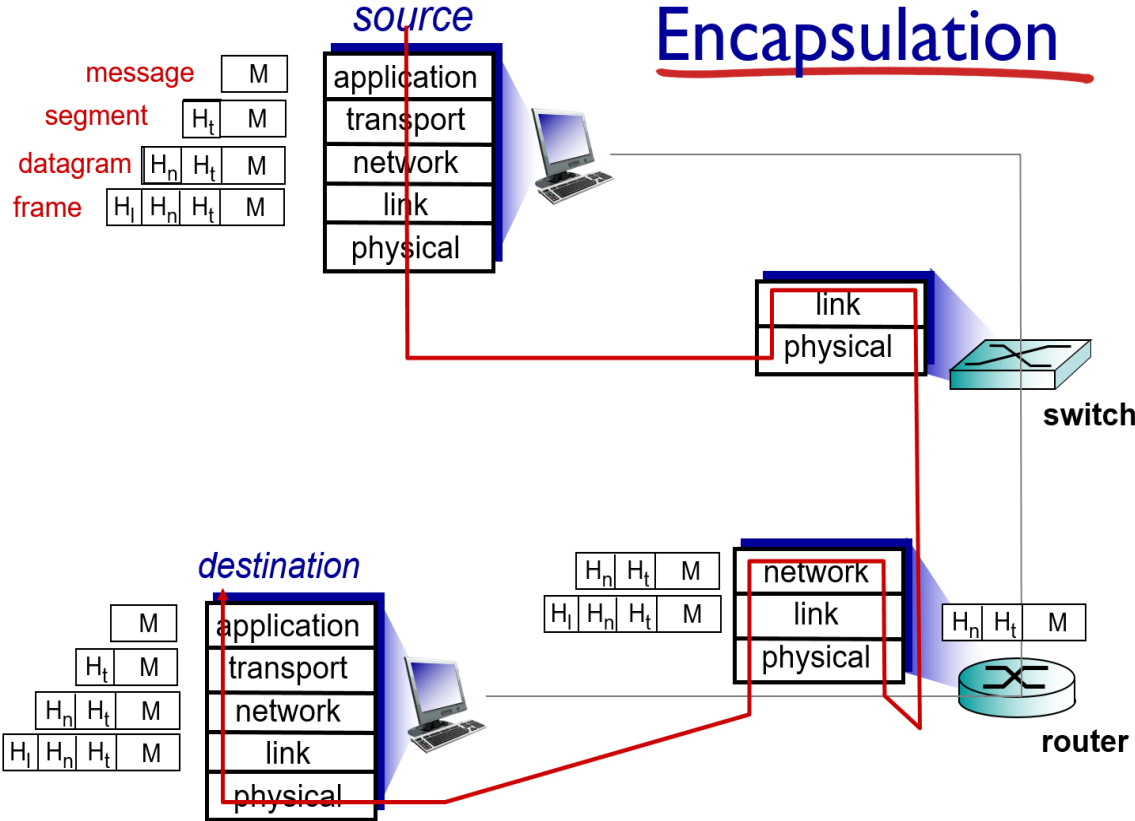 source
Encapsulation
message M
application
segment Ht M
transport
datagram Hn Ht M
network
frame Hl Hn Ht M
link
physical
link
physical
switch
destination
Hn Ht M
network
Hl Hn Ht M
link
physical
Hn Ht M
router
M
application
Ht M
transport
Hn Ht M
network
Hl Hn Ht M
link
physical